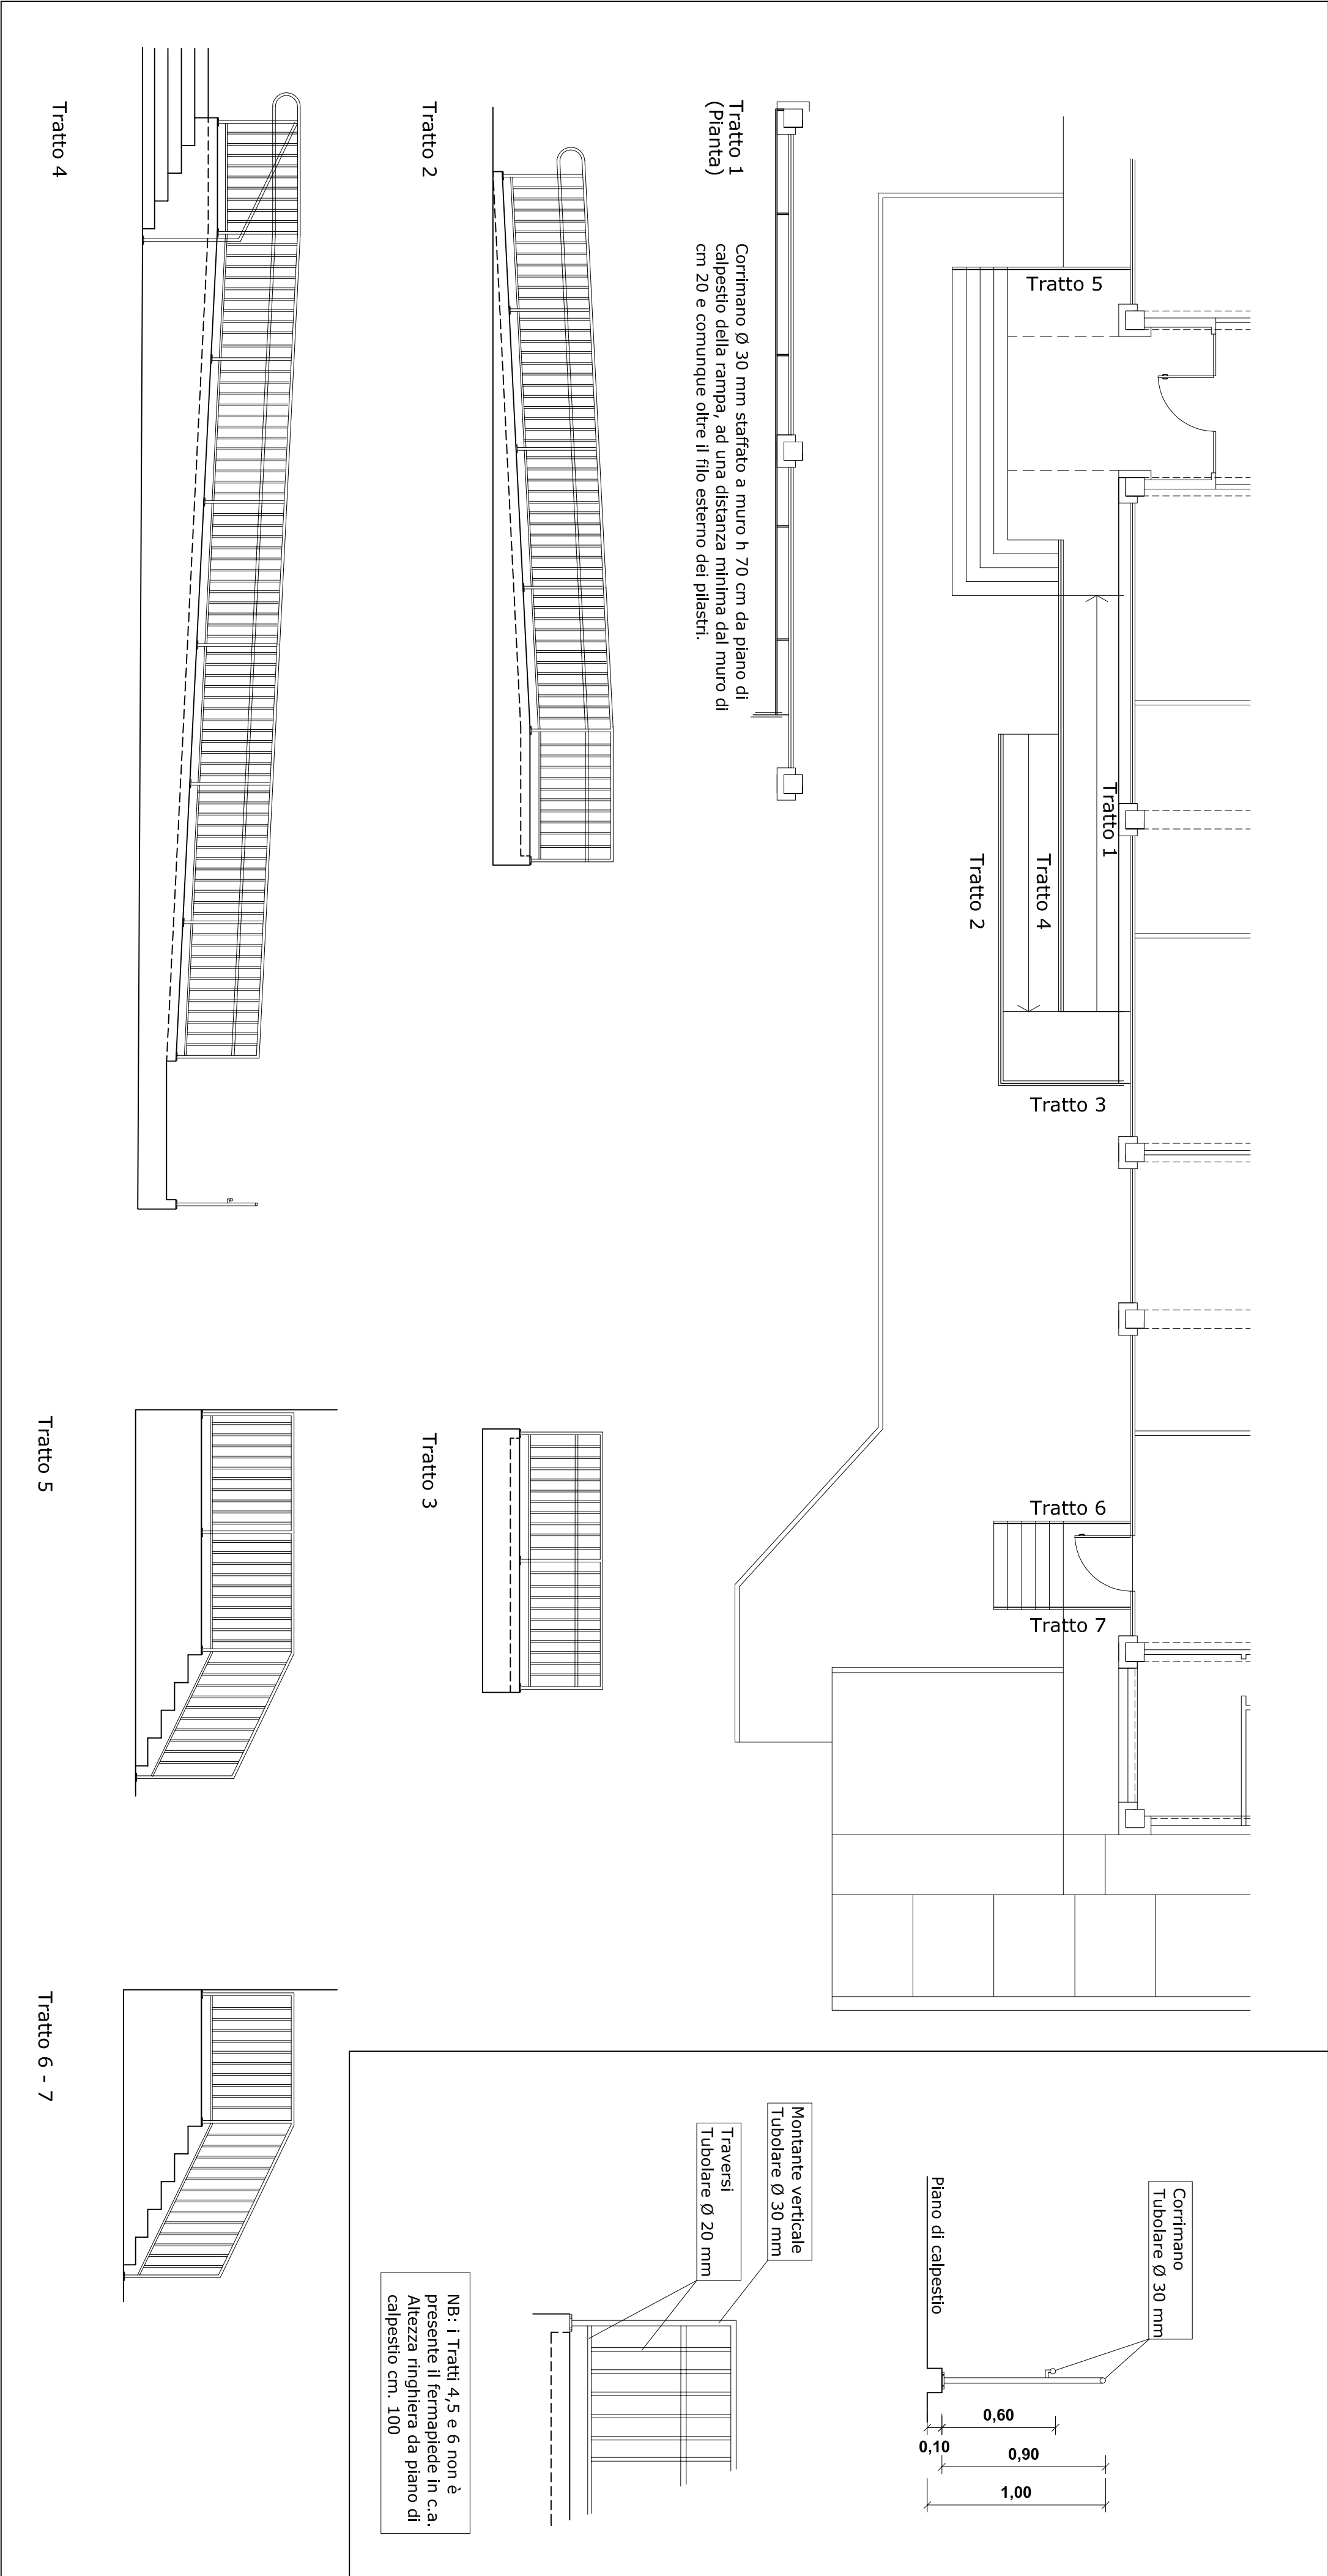 Tratto 5
Tratto 1
Tratto 4
Tratto 2
Tratto 3
Tratto 6
Tratto 7
Tratto 1
(Pianta)
Corrimano Ø 30 mm staffato a muro h 70 cm da piano di
calpestio della rampa, ad una distanza minima dal muro di
cm 20 e comunque oltre il filo esterno dei pilastri.
Tratto 2
Tratto 3
Tratto 4
Tratto 5
Tratto 6 - 7
Corrimano
Tubolare Ø 30 mm
Piano di calpestio
0,60
0,10
0,90
1,00
Montante verticale
Tubolare Ø 30 mm
Traversi
Tubolare Ø 20 mm
NB: i Tratti 4,5 e 6 non è
presente il fermapiede in c.a.
Altezza ringhiera da piano di
calpestio cm. 100